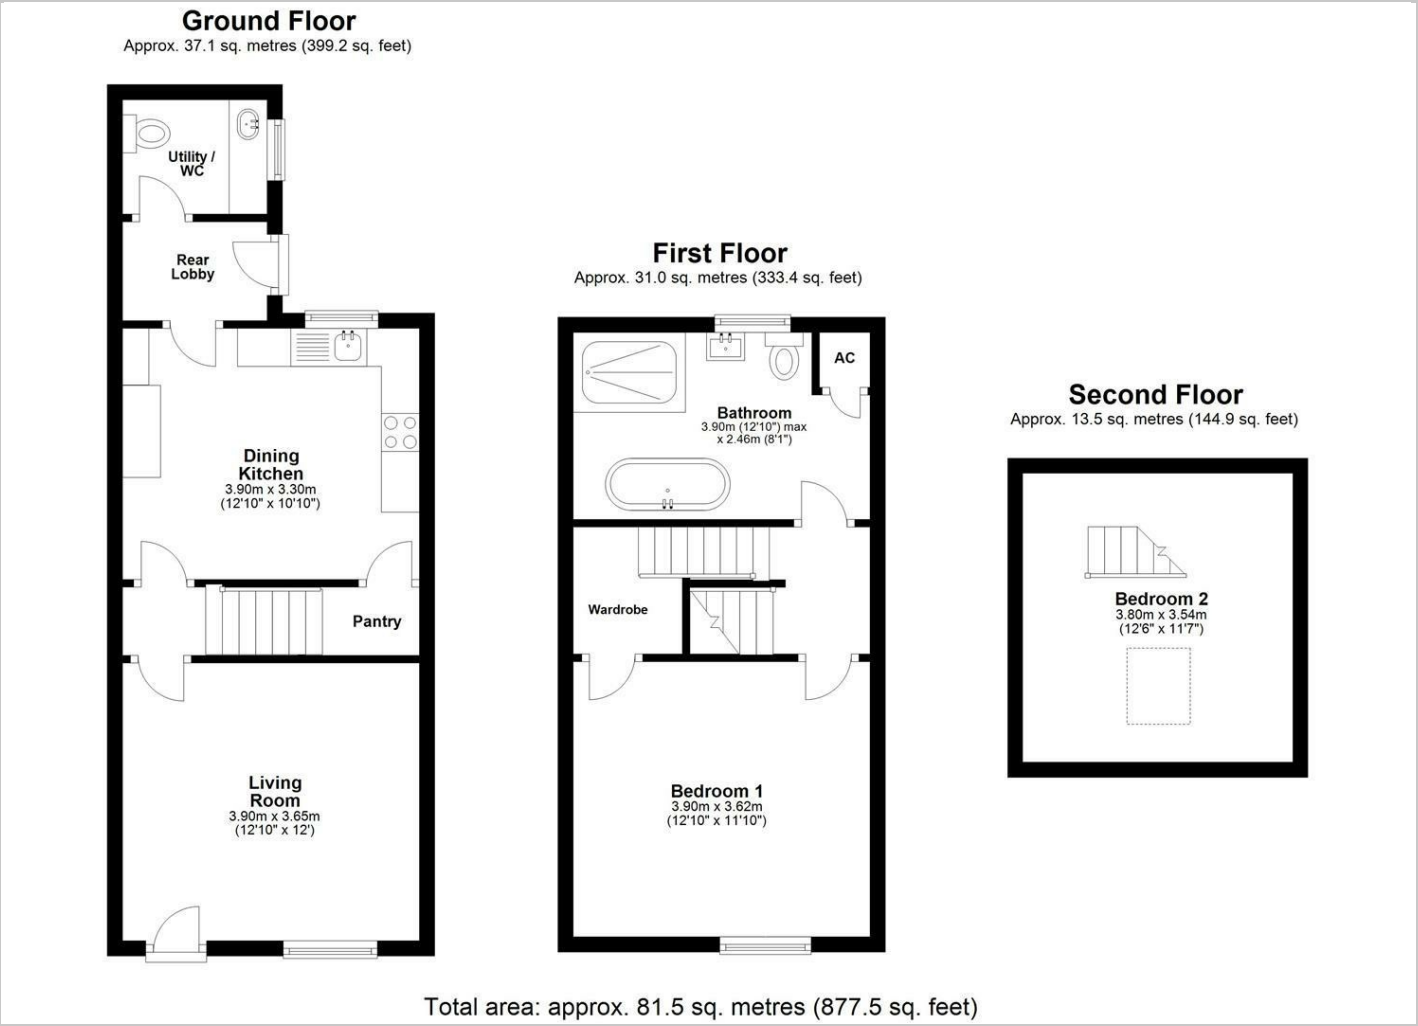 Ground Floor
Approx. 37.1 sq. metres (399.2 sq. feet)
Utility /
WC
Rear
Lobby
Dining
Kitchen
3.90m x 3.30m
(12'10" x 10'10")
Pantry
Living
Room
3.90m x 3.65m
(12'10" x 12')
First Floor
Approx. 31.0 sq. metres (333.4 sq. feet)
AC
Bathroom
3.90m (12'10") max
x 2.46m (8'1")
Wardrobe
Bedroom 1
3.90m x 3.62m
(12'10" x 11'10")
Second Floor
Approx. 13.5 sq. metres (144.9 sq. feet)
Bedroom 2
3.80m x 3.54m
(12'6" x 11'7")
Total area: approx. 81.5 sq. metres (877.5 sq. feet)